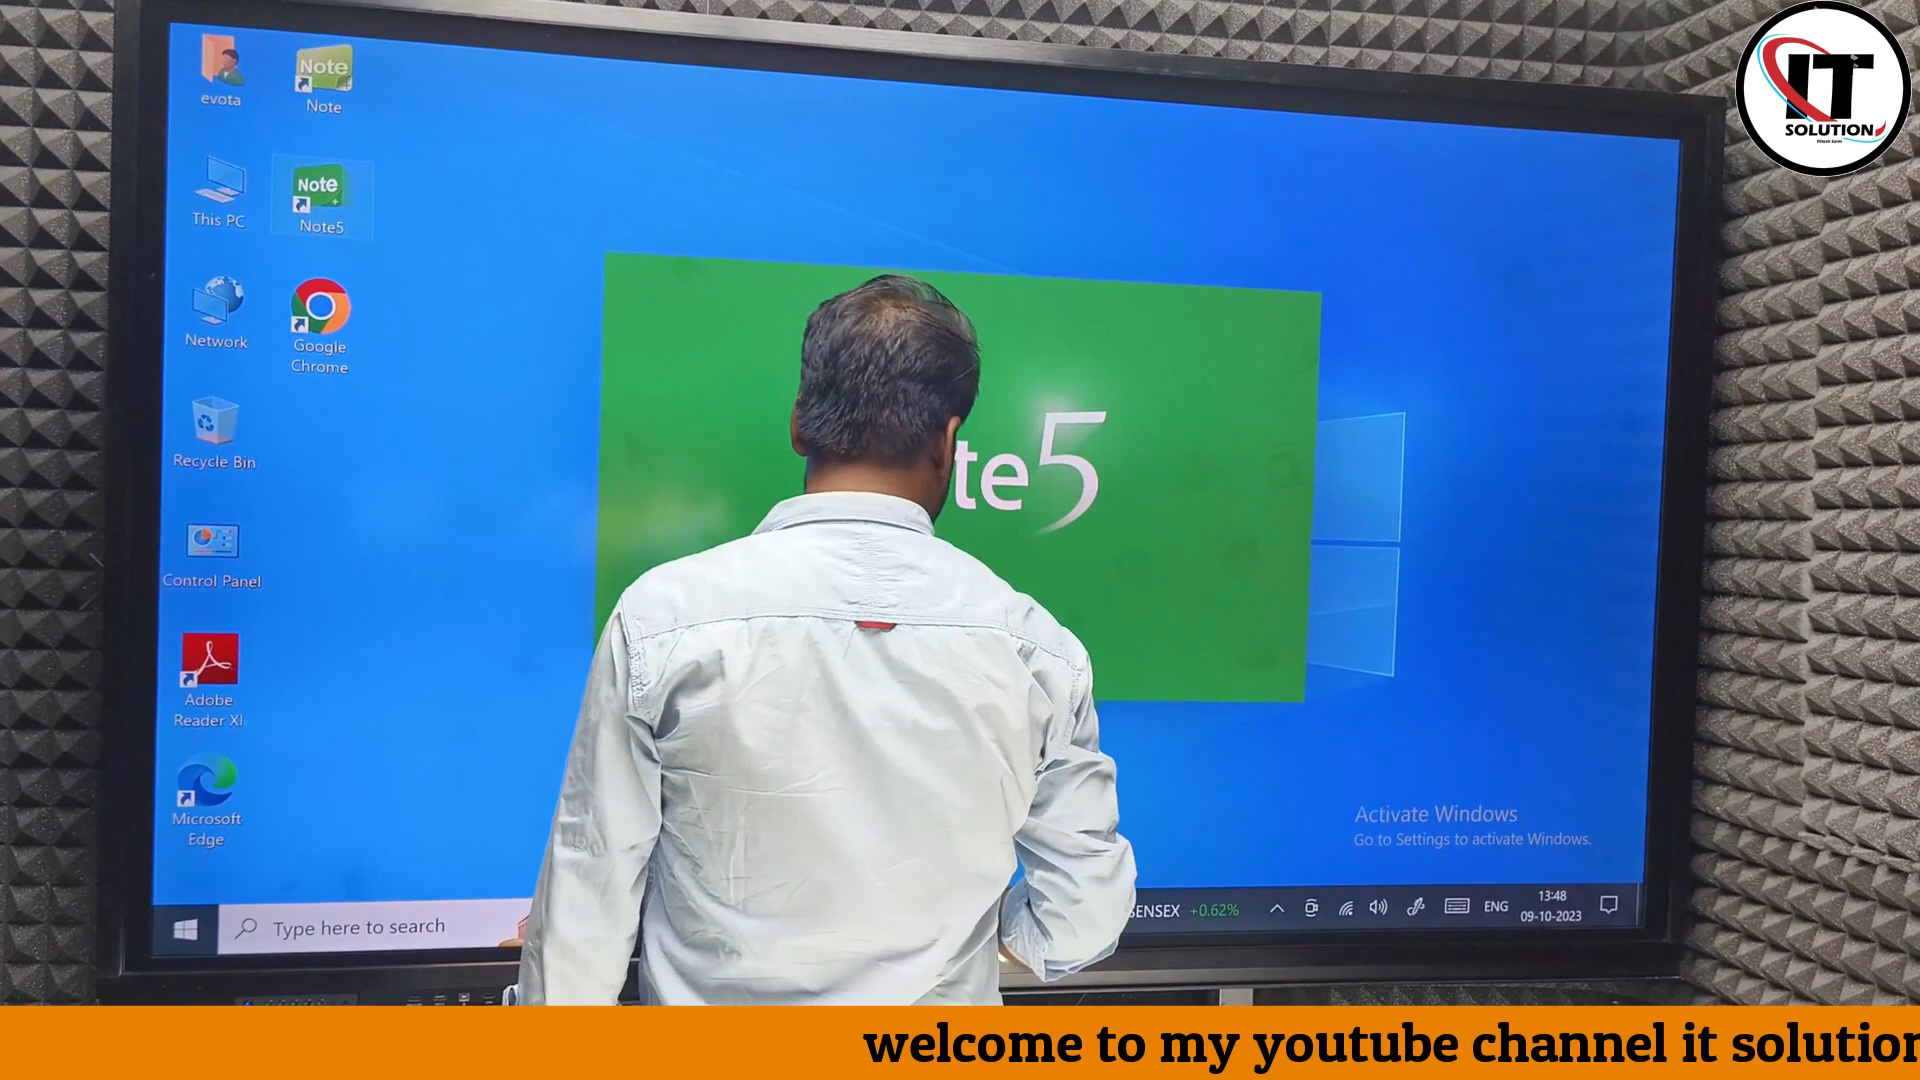 evota
Note
Note
This PC
Note
Note5
Network
Google
Chrome
Recycle Bin
Control Panel
Adobe
Reader XI
Microsoft
Edge
te5
Activate Windows
Go to Settings to activate Windows.
Type here to search
SENSEX +0.62%
ENG
13:48
09-10-2023
IT
SOLUTION
welcome to my youtube channel it solution